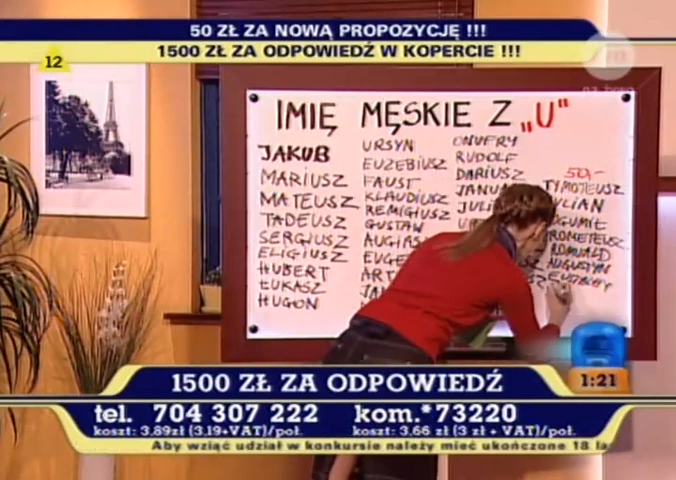 50 ZŁ ZA NOWĄ PROPOZYCJĘ !!!
1500 ZŁ ZA ODPOWIEDŹ W KOPERCIE !!!
12
IMIĘ MĘSKIE Z „U"
JAKUB
MARIUSZ
MATEUSZ
TADEUSZ
SERGIUSZ
ELIGIUSZ
HUBERT
ŁUKASZ
HUGON
URSYN
EUZEBIUSZ
FAUST
KLAUDIUSZ
REMIGIUSZ
GUSTAW
ONUFRY
RUDOLF
DARIUSZ
50,-
TYMOTEUSZ
ROMUALD
AUGUSTYN
1500 ZŁ ZA ODPOWIEDŹ
1:21
tel. 704 307 222 kom.*73220
koszt: 3.89zł (3.19+VAT)/poł. koszt: 3.66 zł (3 zł + VAT)/poł.
Aby wziąć udział w konkursie należy mieć ukończone 18